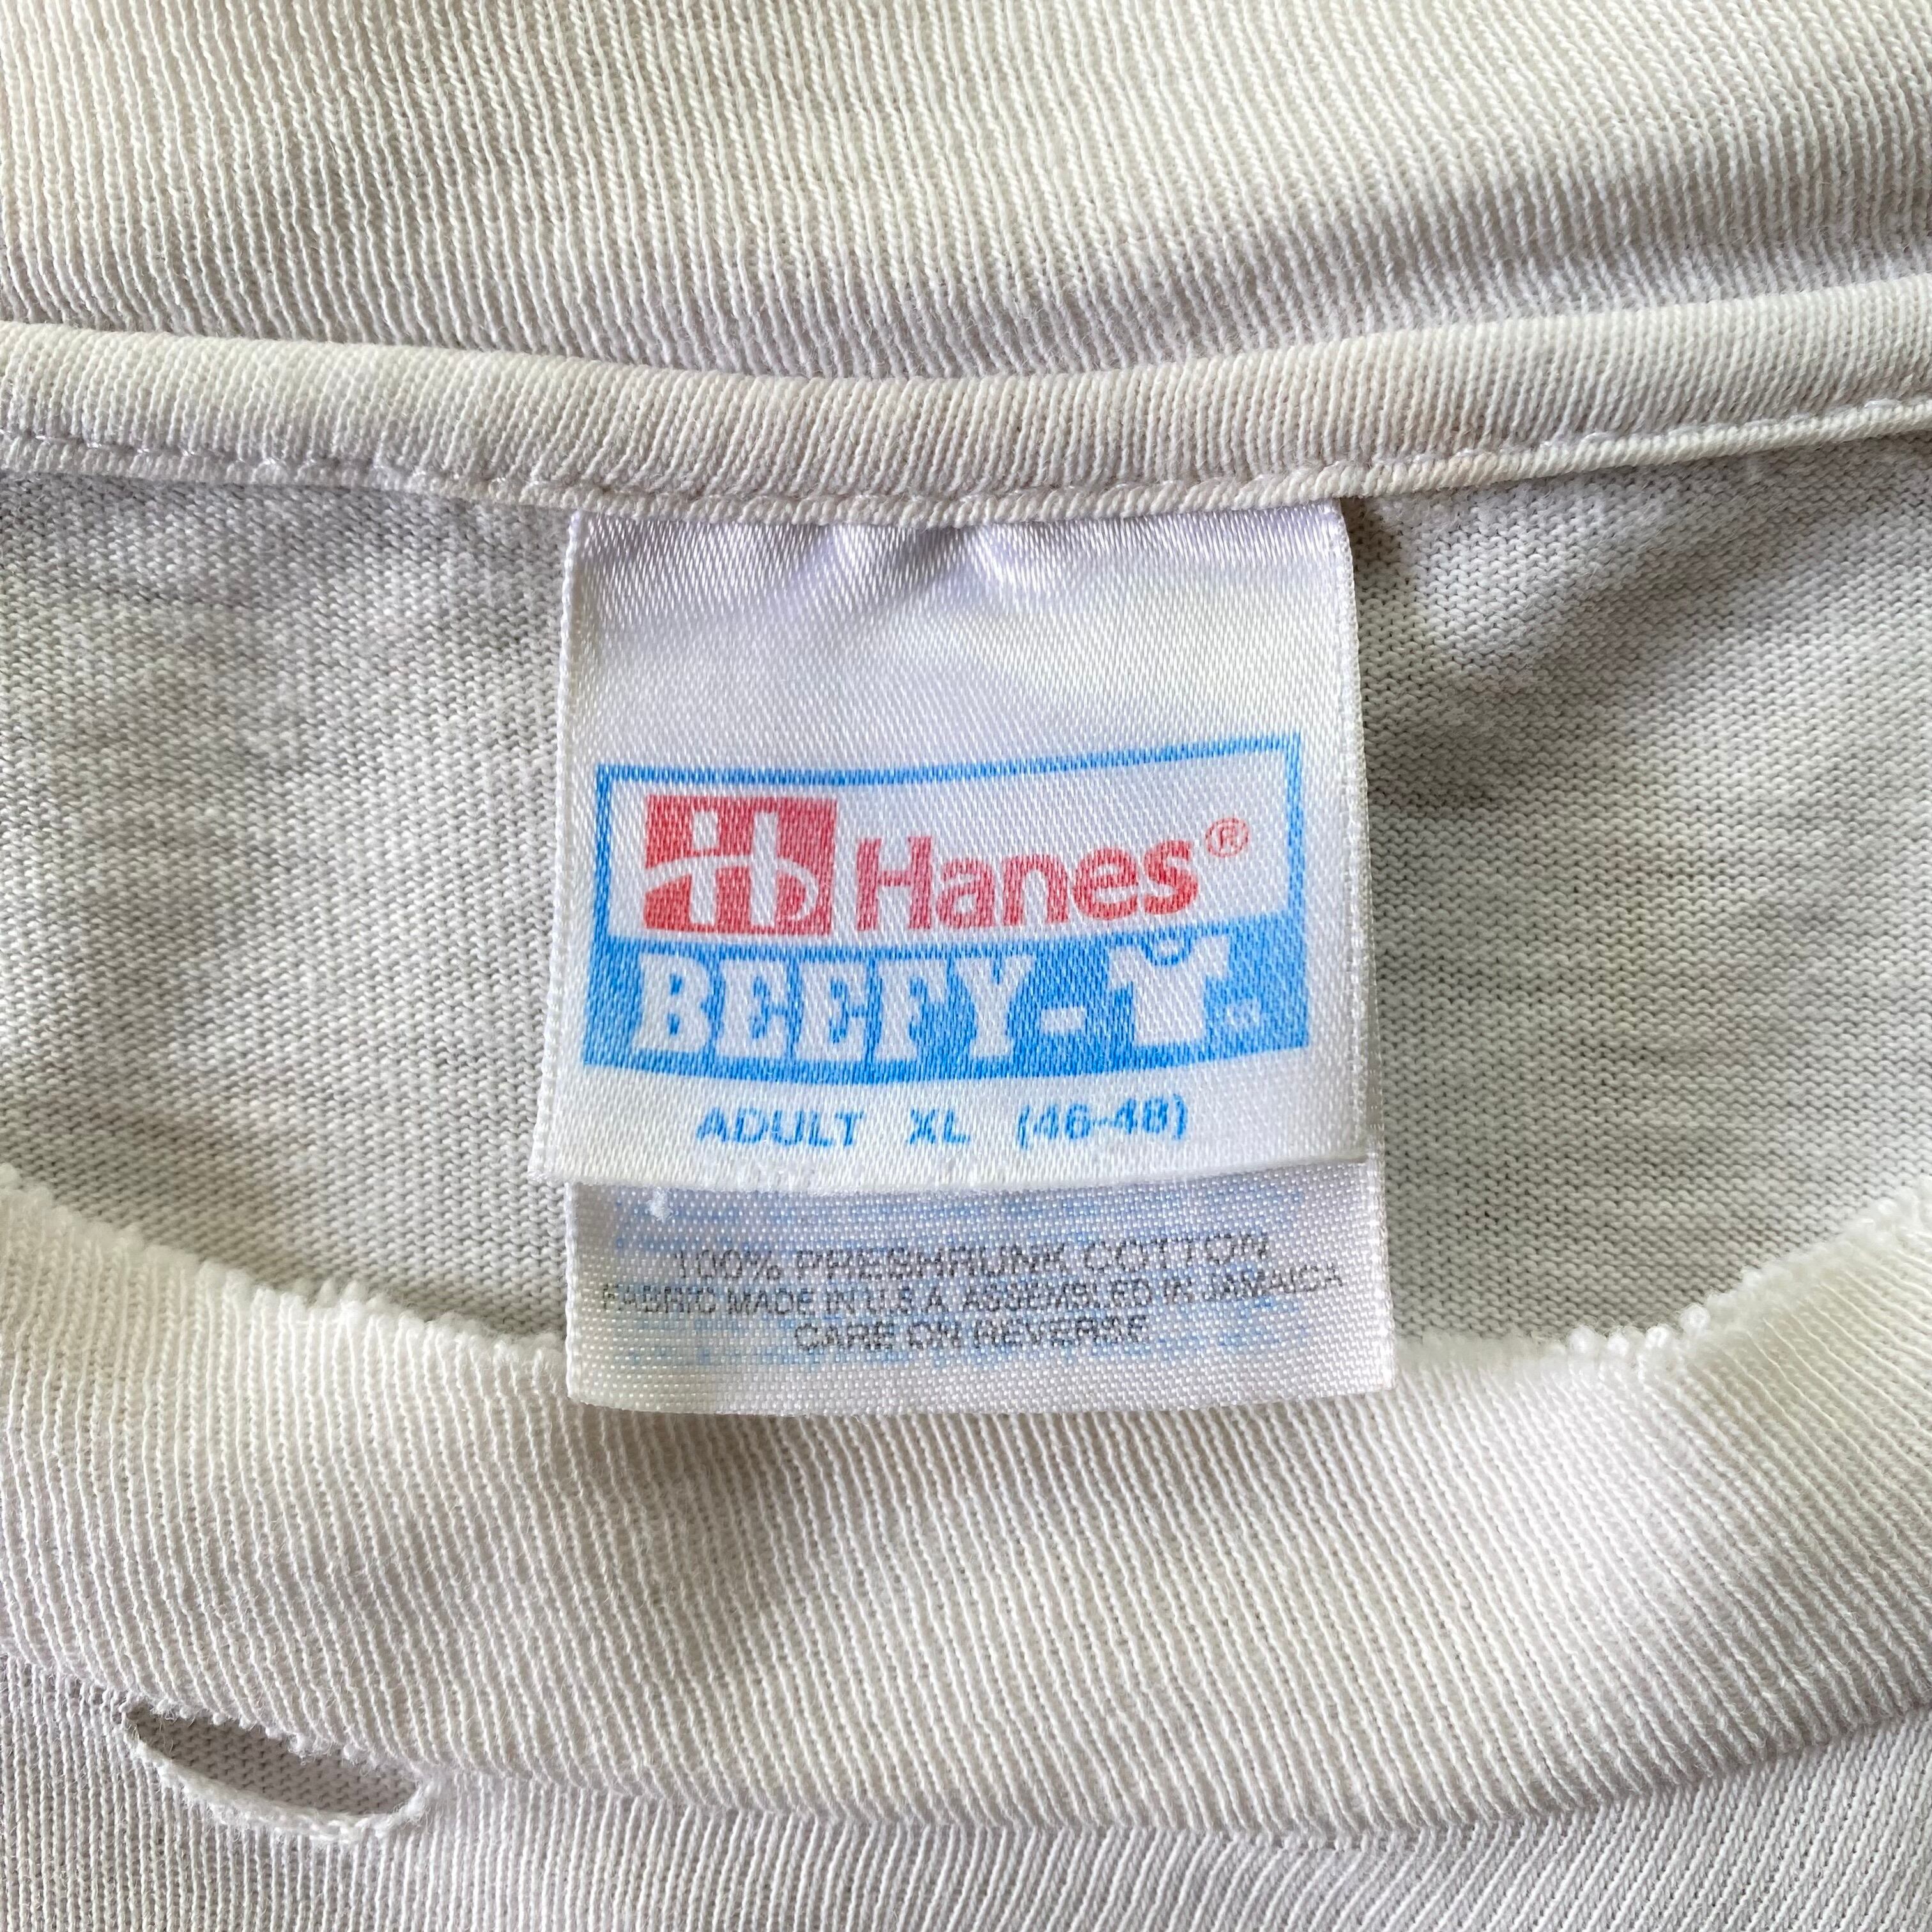 Hanes®
BEEFY-T
ADULT XL (46-48)
100% PRESHRUNK COTTON
FABRIC MADE IN U.S.A. ASSEMBLED IN JAMAICA
CARE ON REVERSE